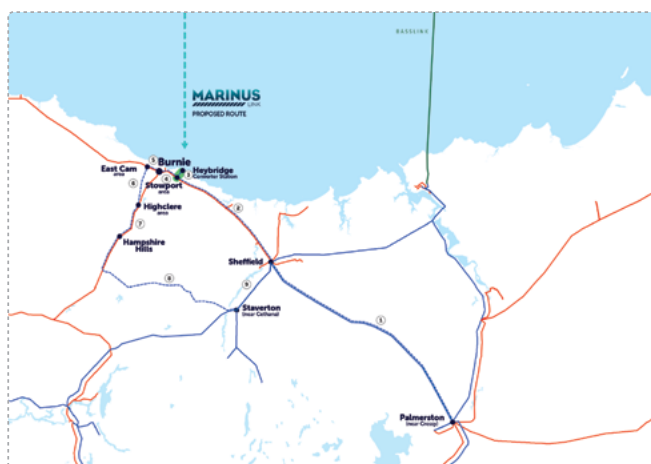 BASSLINK
MARINUS
LINK
PROPOSED ROUTE
5
Burnie
East Cam
area
4
3
Heybridge
Converter Station
Stowport
area
6
Highclere
area
2
7
Hampshire
Hills
Sheffield
8
9
Staverton
(near Cethana)
1
Palmerston
(near Cressy)